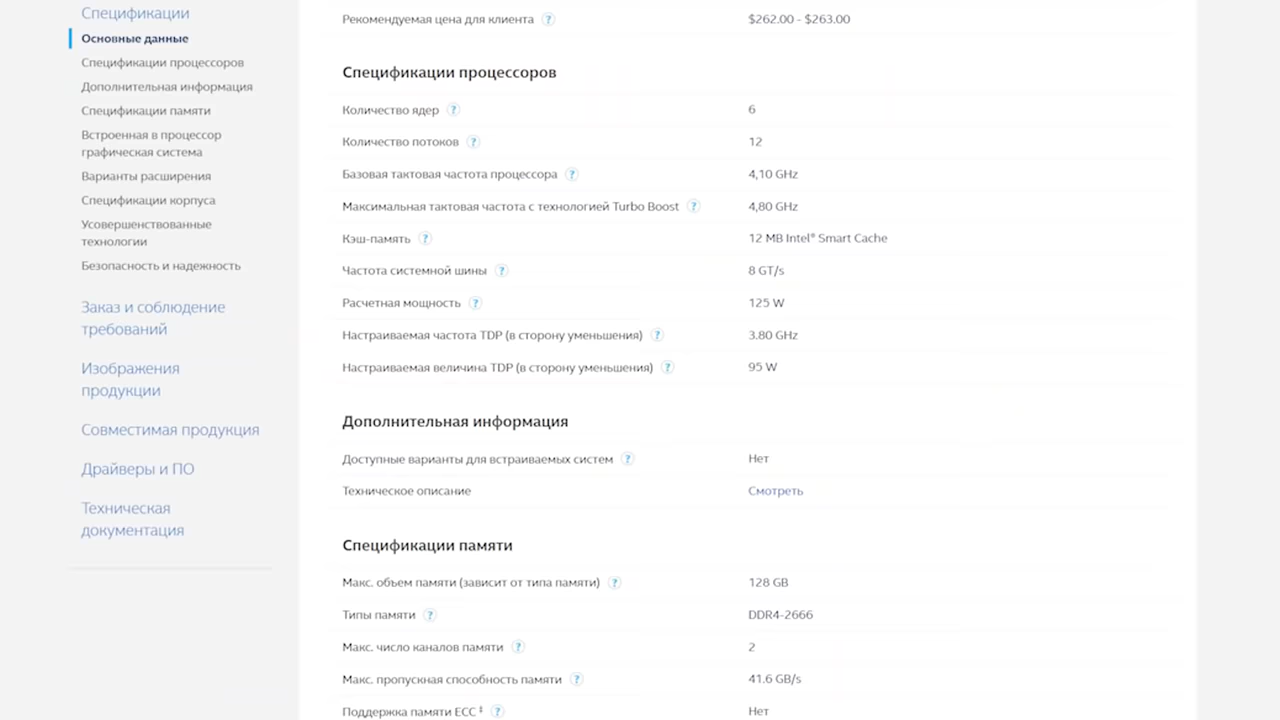 Спецификации
Основные данные
Спецификации процессоров
Дополнительная информация
Спецификации памяти
Встроенная в процессор
графическая система
Варианты расширения
Спецификации корпуса
Усовершенствованные
технологии
Безопасность и надежность
Заказ и соблюдение
требований
Изображения
продукции
Совместимая продукция
Драйверы и ПО
Техническая
документация
Рекомендуемая цена для клиента ? $262.00 - $263.00
Спецификации процессоров
Количество ядер ? 6
Количество потоков ? 12
Базовая тактовая частота процессора ? 4,10 GHz
Максимальная тактовая частота с технологией Turbo Boost ? 4,80 GHz
Кэш-память ? 12 MB Intel® Smart Cache
Частота системной шины ? 8 GT/s
Расчетная мощность ? 125 W
Настраиваемая частота TDP (в сторону уменьшения) ? 3.80 GHz
Настраиваемая величина TDP (в сторону уменьшения) ? 95 W
Дополнительная информация
Доступные варианты для встраиваемых систем ? Нет
Техническое описание Смотреть
Спецификации памяти
Макс. объем памяти (зависит от типа памяти) ? 128 GB
Типы памяти ? DDR4-2666
Макс. число каналов памяти ? 2
Макс. пропускная способность памяти ? 41.6 GB/s
Поддержка памяти ECC ‡ ? Нет